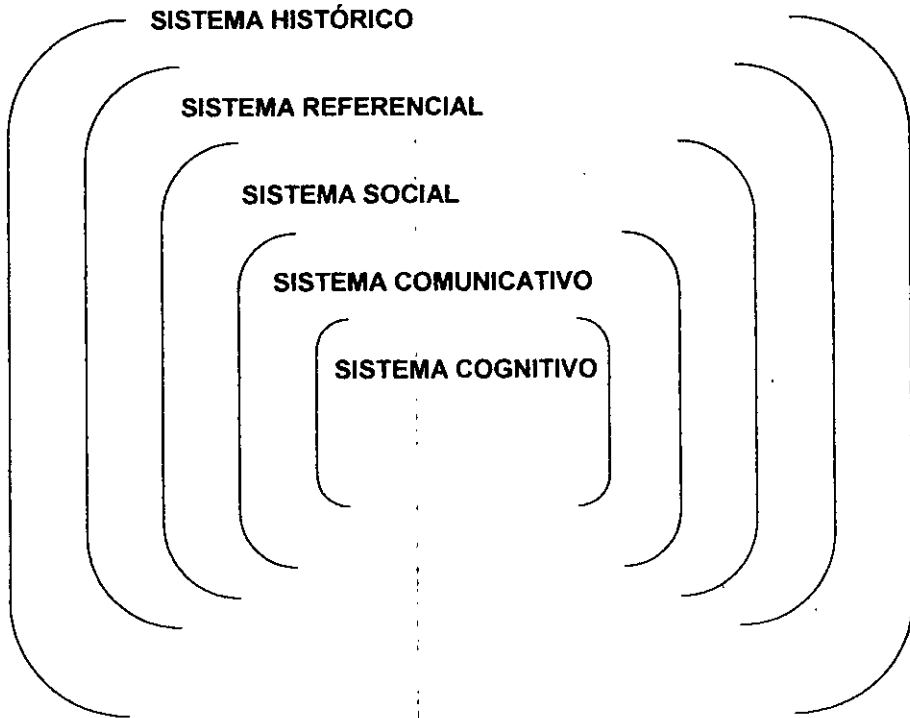 SISTEMA HISTÓRICO
SISTEMA REFERENCIAL
SISTEMA SOCIAL
SISTEMA COMUNICATIVO
SISTEMA COGNITIVO